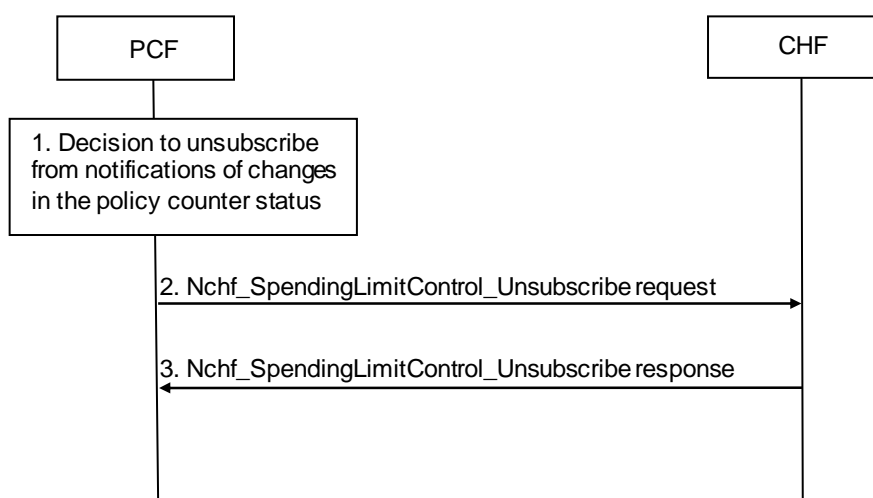 PCF
CHF
1. Decision to unsubscribe
from notifications of changes
in the policy counter status
2. Nchf_SpendingLimitControl_Unsubscribe request
3. Nchf_SpendingLimitControl_Unsubscribe response